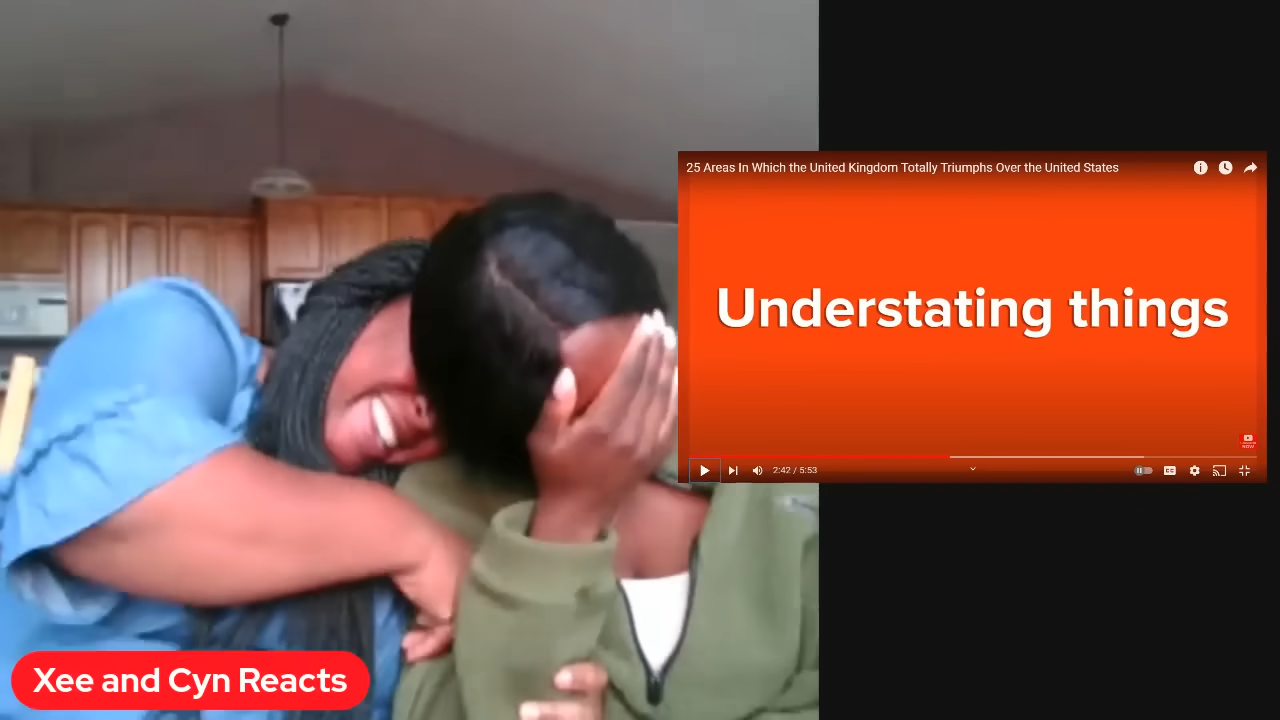 25 Areas In Which the United Kingdom Totally Triumphs Over the United States
Understating things
2:42 / 5:53
Xee and Cyn Reacts